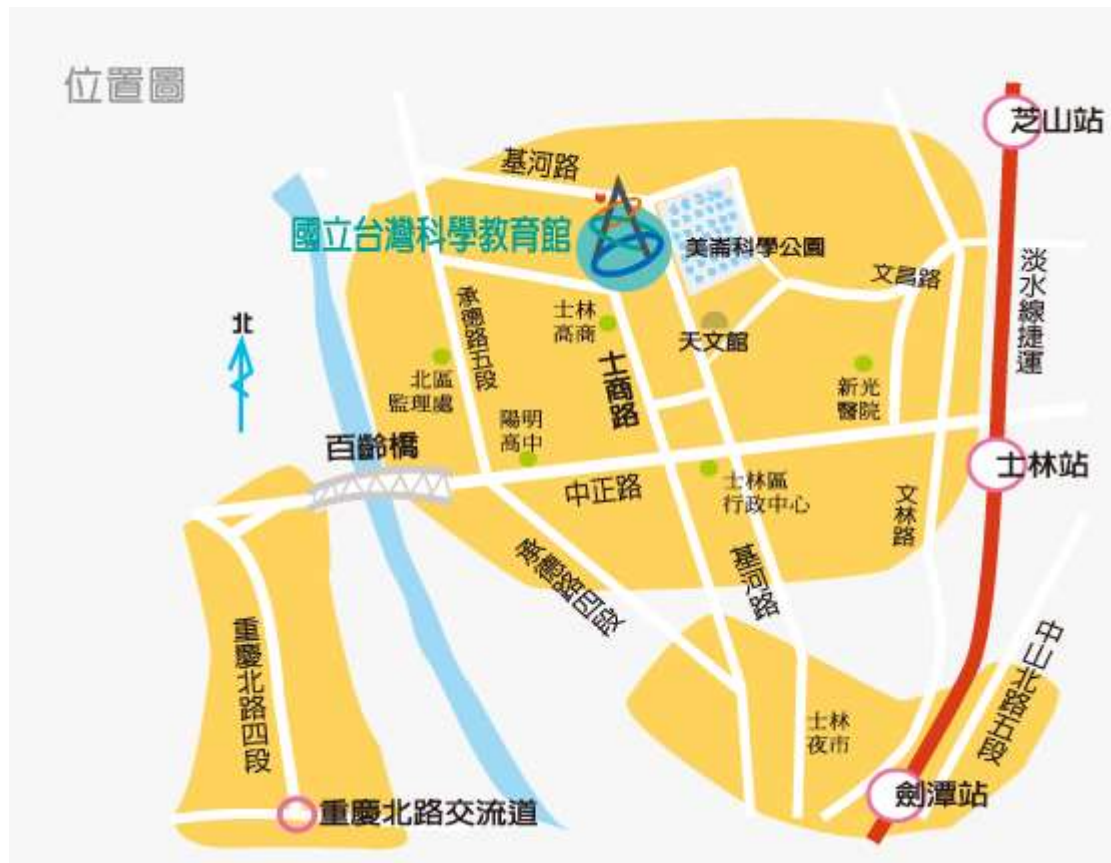 位置圖
芝山站
基河路
國立台灣科學教育館
美崙科學公園
文昌路
淡水線捷運
承德路五段
士林
高商
天文館
北
士商路
北區
監理處
新光
醫院
陽明
高中
百齡橋
士林站
中正路
士林區
行政中心
文林路
承德路四段
基河路
重慶北路四段
中山北路五段
士林
夜市
劍潭站
重慶北路交流道